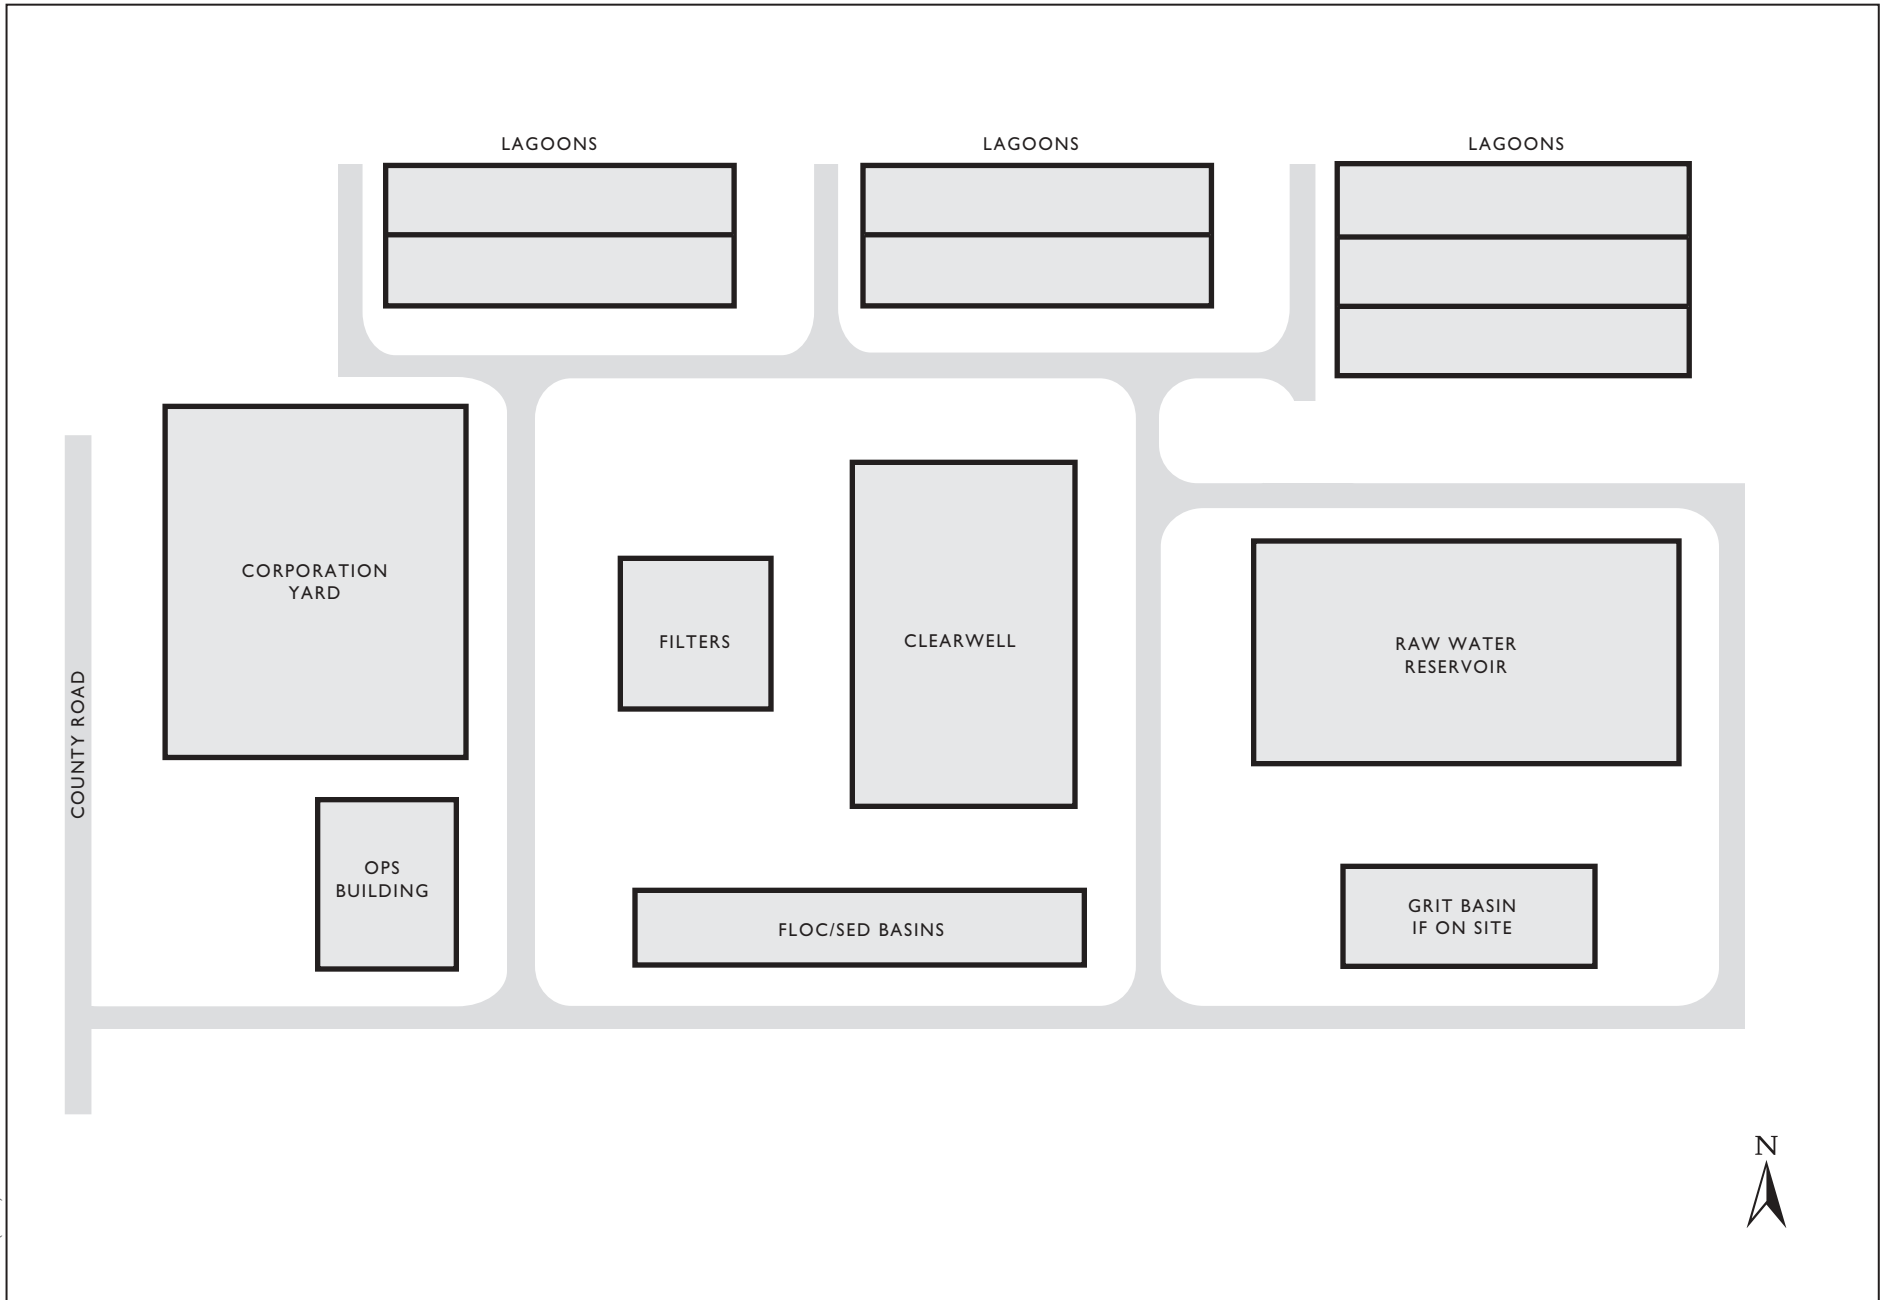 LAGOONS
LAGOONS
LAGOONS
CORPORATION
YARD
FILTERS
CLEARWELL
RAW WATER
RESERVOIR
COUNTY ROAD
OPS
BUILDING
FLOC/SED BASINS
GRIT BASIN
IF ON SITE
N